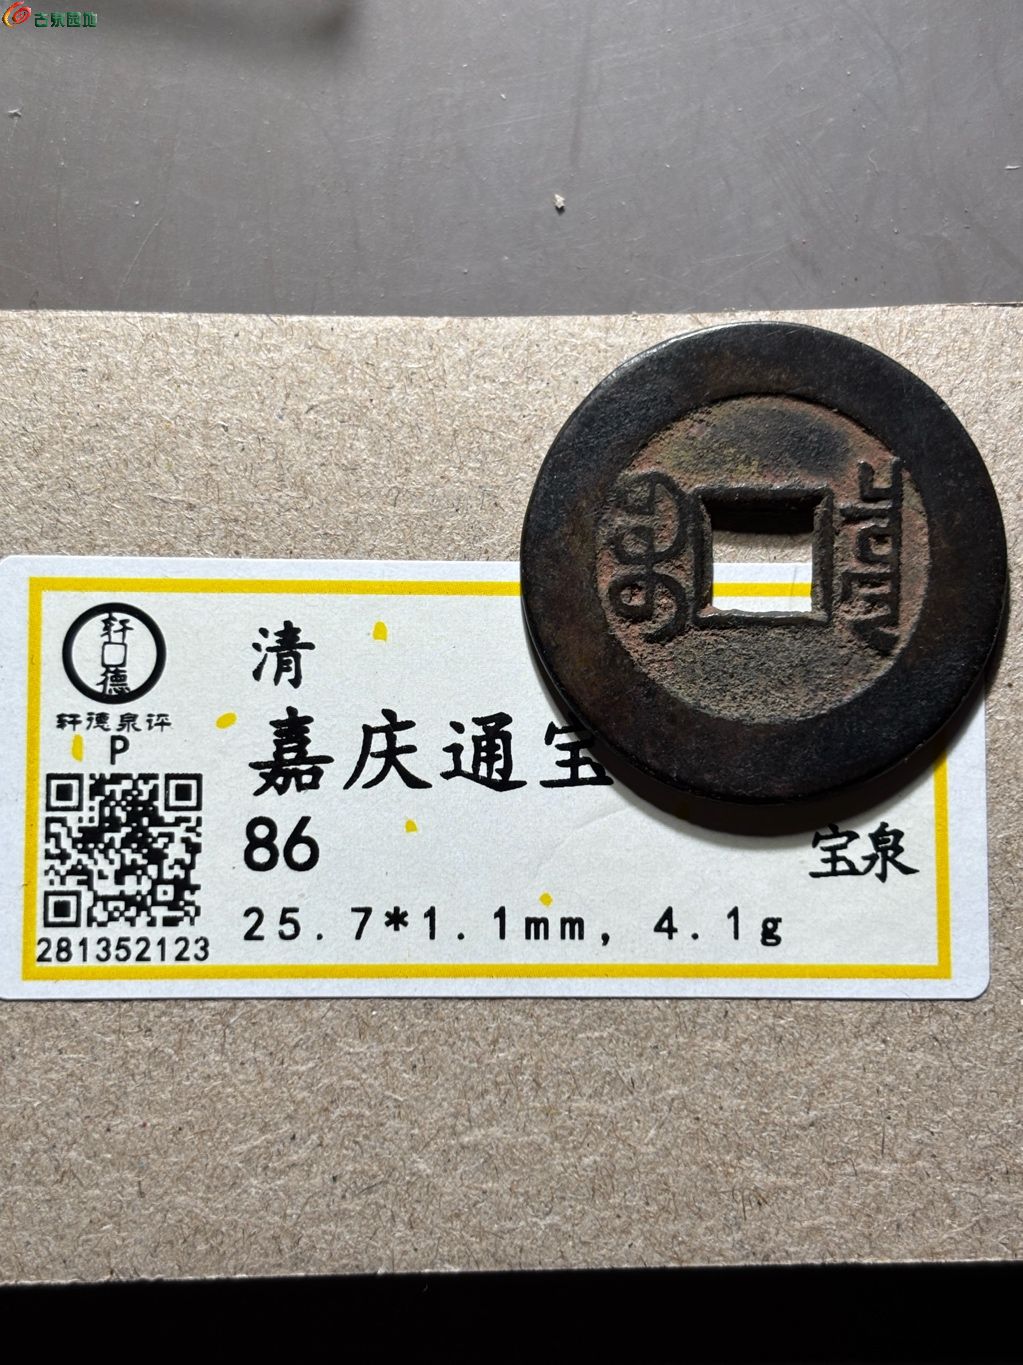 古泉园地
轩德
轩德泉评
P
281352123
清
嘉庆通宝
86
宝泉
25.7*1.1mm, 4.1g